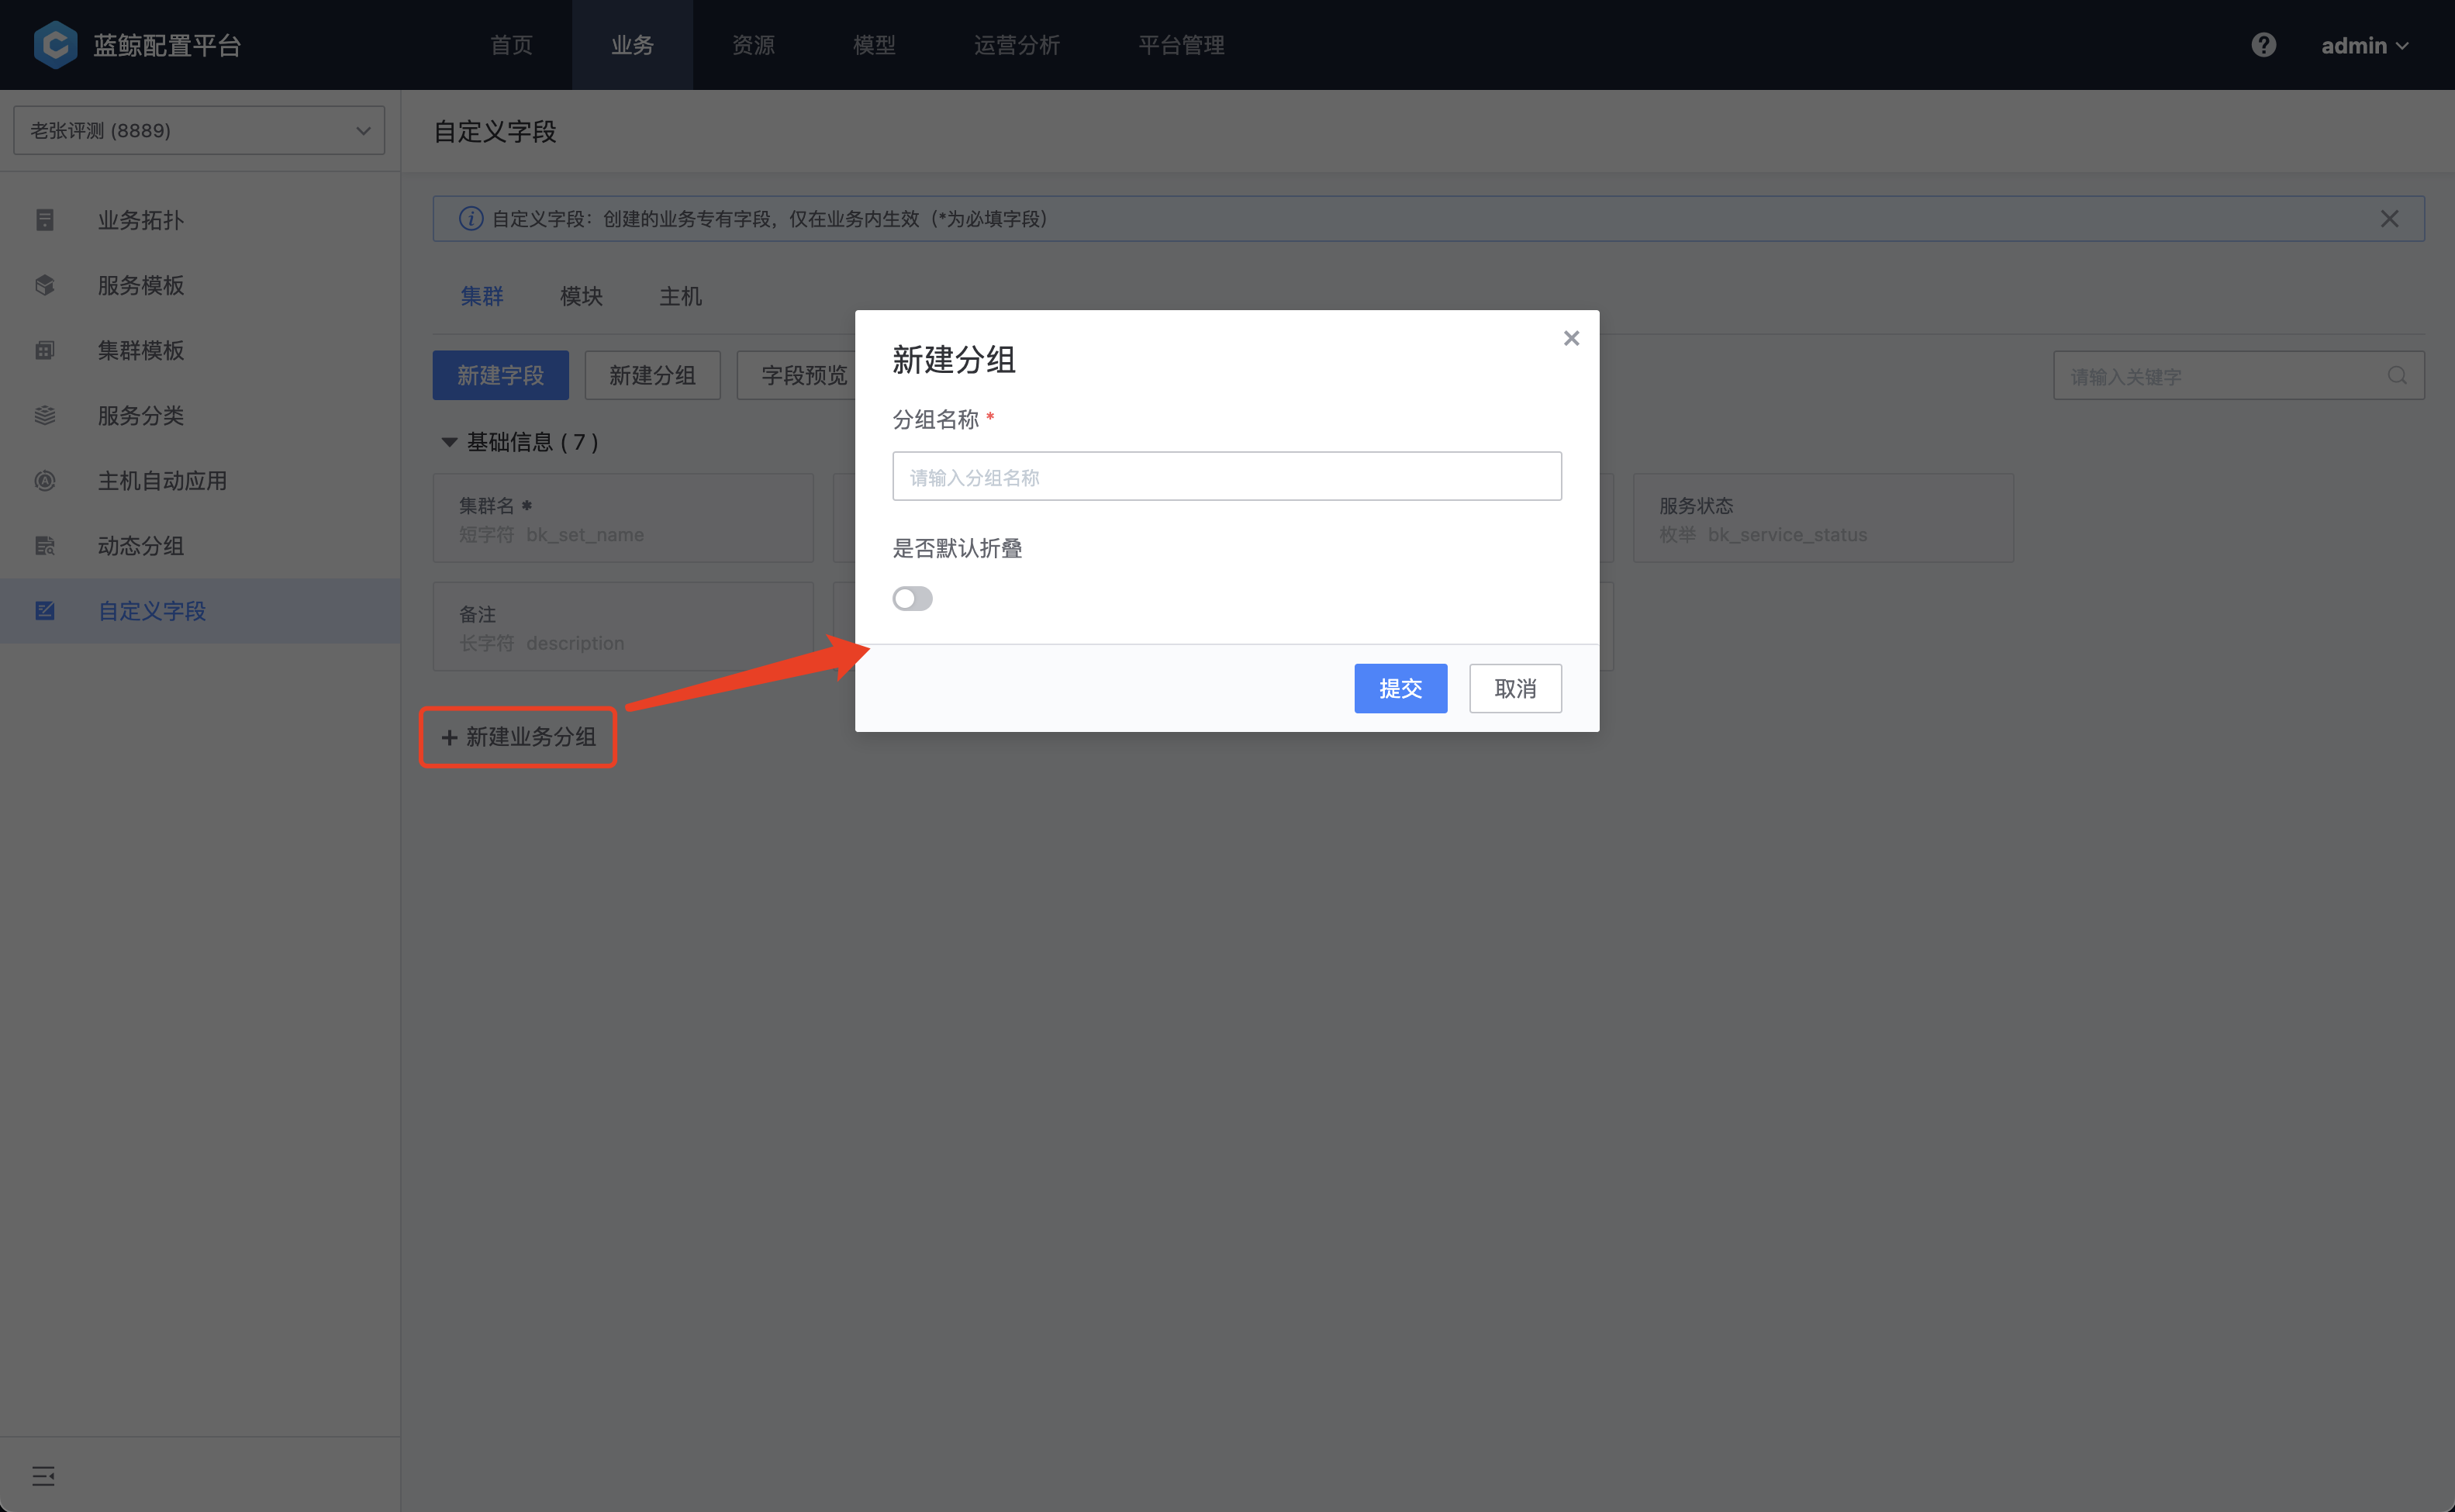 蓝鲸配置平台
首页 业务 资源 模型 运营分析 平台管理
admin
老张评测 (8889)
业务拓扑
服务模板
集群模板
服务分类
主机自动应用
动态分组
自定义字段
自定义字段
自定义字段：创建的业务专有字段，仅在业务内生效（*为必填字段）
集群 模块 主机
新建字段 新建分组 字段预览
请输入关键字
基础信息 ( 7 )
集群名 *
短字符 bk_set_name
服务状态
枚举 bk_service_status
备注
长字符 description
+ 新建业务分组
新建分组
分组名称 *
请输入分组名称
是否默认折叠
提交 取消